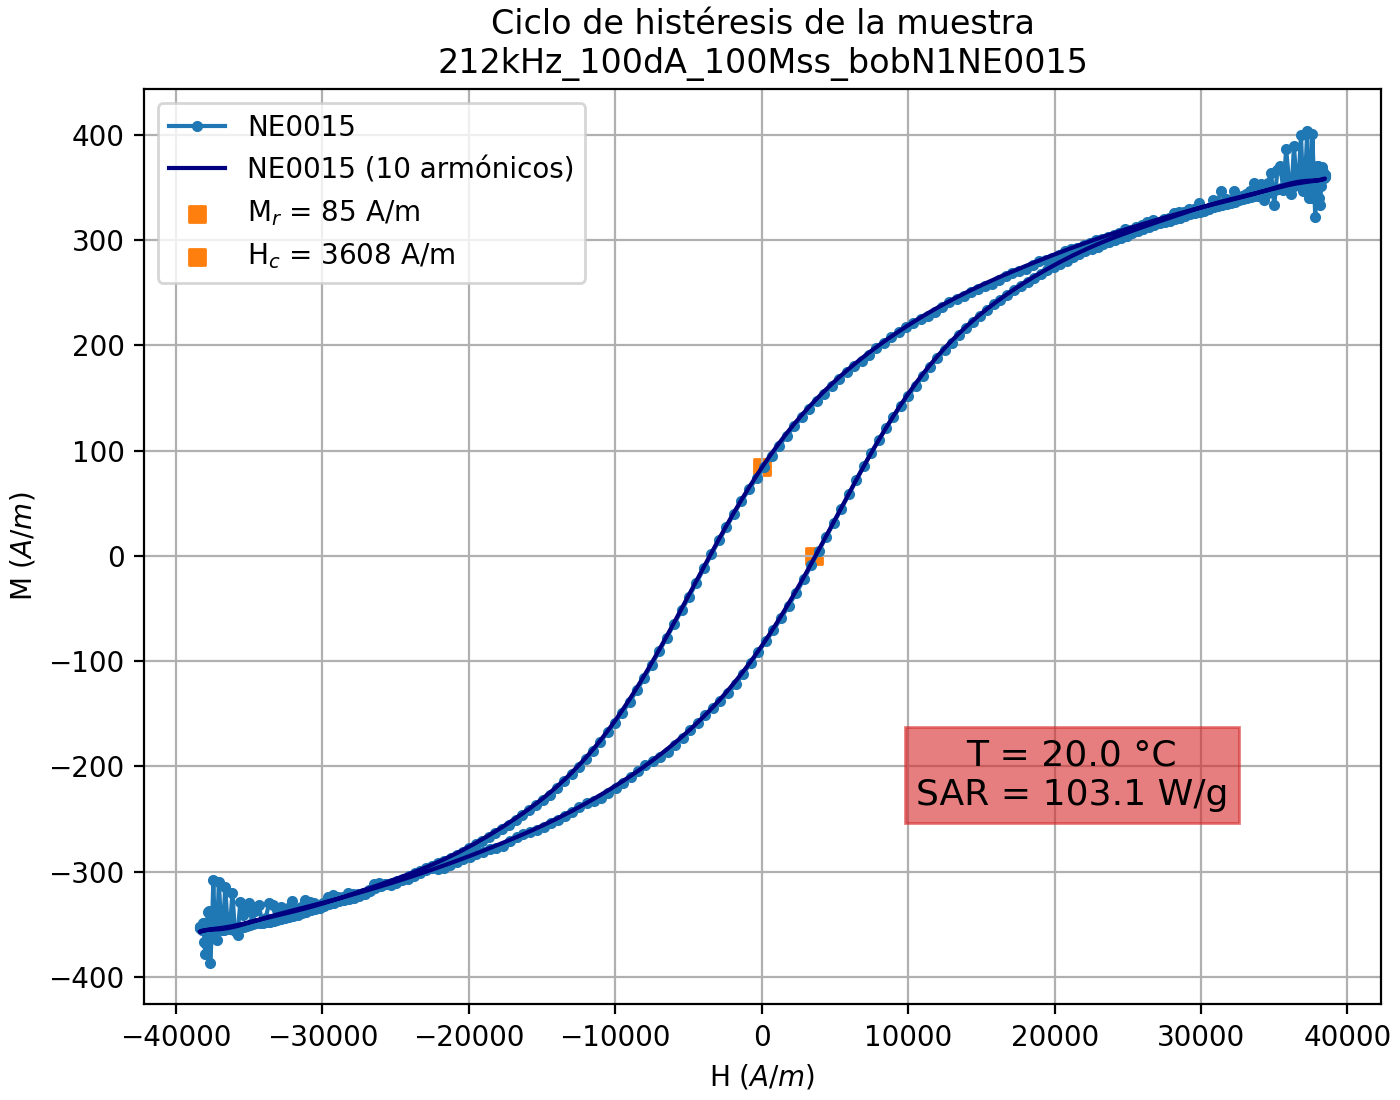 Ciclo de histéresis de la muestra
212kHz_100dA_100Mss_bobN1NE0015
NE0015
NE0015 (10 armónicos)
Mᵣ = 85 A/m
H꜀ = 3608 A/m
400
300
200
100
0
−100
−200
−300
−400
M (A/m)
T = 20.0 °C
SAR = 103.1 W/g
−40000 −30000 −20000 −10000 0 10000 20000 30000 40000
H (A/m)